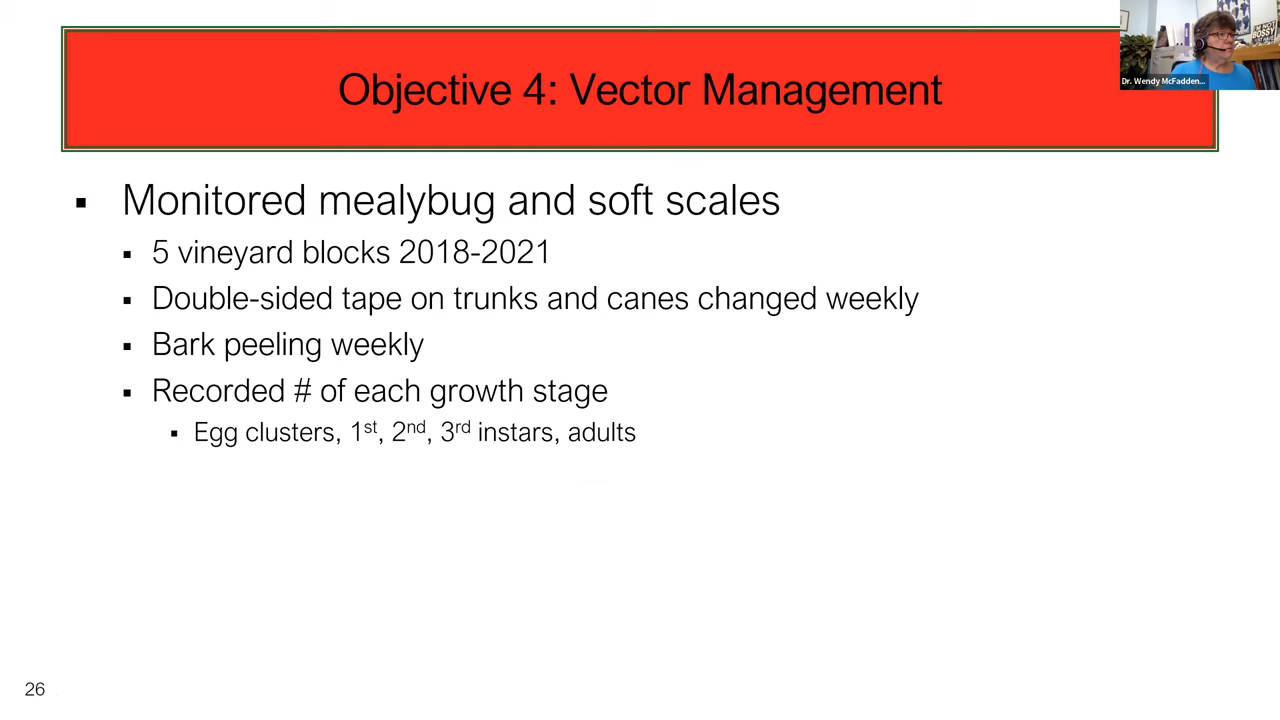 Objective 4: Vector Management
Dr. Wendy McFadden...
I'M NOT
BOSSY
▪ Monitored mealybug and soft scales
▪ 5 vineyard blocks 2018-2021
▪ Double-sided tape on trunks and canes changed weekly
▪ Bark peeling weekly
▪ Recorded # of each growth stage
▪ Egg clusters, 1st, 2nd, 3rd instars, adults
26